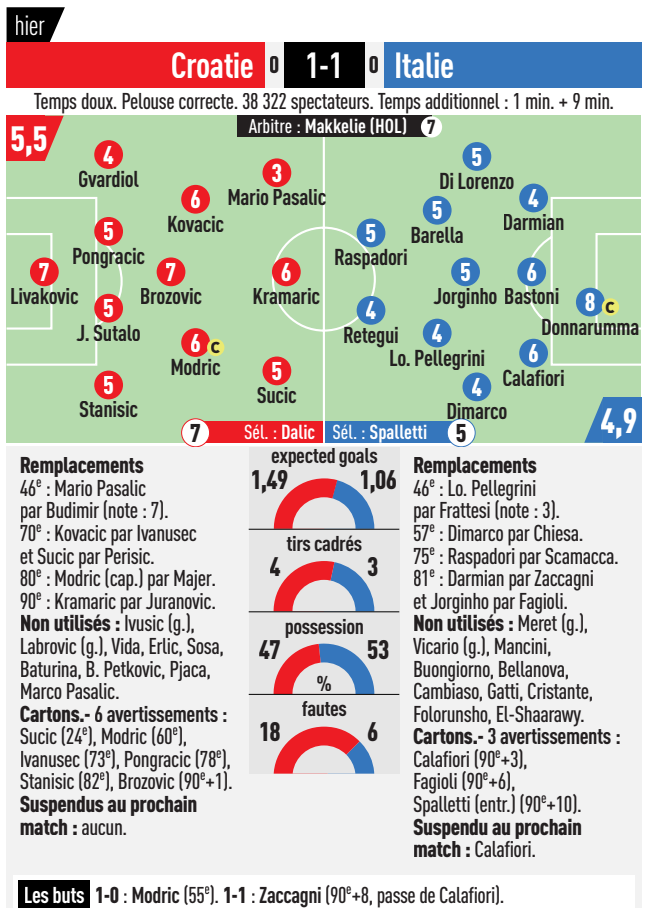 hier
Croatie 0 1-1 0 Italie
Temps doux. Pelouse correcte. 38 322 spectateurs. Temps additionnel : 1 min. + 9 min.
Arbitre : Makkelie (HOL) 7
5,5
4
Gvardiol
3
Mario Pasalic
6
Kovacic
5
Pongracic
7
Livakovic
7
Brozovic
6
Kramaric
5
J. Sutalo
6 C
Modric
5
Sucic
5
Stanisic
5
Di Lorenzo
4
Darmian
5
Barella
5
Raspadori
5
Jorginho
6
Bastoni
8 C
Donnarumma
4
Retegui
4
Lo. Pellegrini
6
Calafiori
4
Dimarco
4,9
7 Sél. : Dalic
Sél. : Spalletti 5
Remplacements
46e : Mario Pasalic
par Budimir (note : 7).
70e : Kovacic par Ivanusec
et Sucic par Perisic.
80e : Modric (cap.) par Majer.
90e : Kramaric par Juranovic.
Non utilisés : Ivusic (g.),
Labrovic (g.), Vida, Erlic, Sosa,
Baturina, B. Petkovic, Pjaca,
Marco Pasalic.
Cartons.- 6 avertissements :
Sucic (24e), Modric (60e),
Ivanusec (73e), Pongracic (78e),
Stanisic (82e), Brozovic (90e+1).
Suspendus au prochain
match : aucun.
expected goals
1,49 1,06
tirs cadrés
4 3
possession
47 53
%
fautes
18 6
Remplacements
46e : Lo. Pellegrini
par Frattesi (note : 3).
57e : Dimarco par Chiesa.
75e : Raspadori par Scamacca.
81e : Darmian par Zaccagni
et Jorginho par Fagioli.
Non utilisés : Meret (g.),
Vicario (g.), Mancini,
Buongiorno, Bellanova,
Cambiaso, Gatti, Cristante,
Folorunsho, El-Shaarawy.
Cartons.- 3 avertissements :
Calafiori (90e+3),
Fagioli (90e+6),
Spalletti (entr.) (90e+10).
Suspendu au prochain
match : Calafiori.
Les buts 1-0 : Modric (55e). 1-1 : Zaccagni (90e+8, passe de Calafiori).